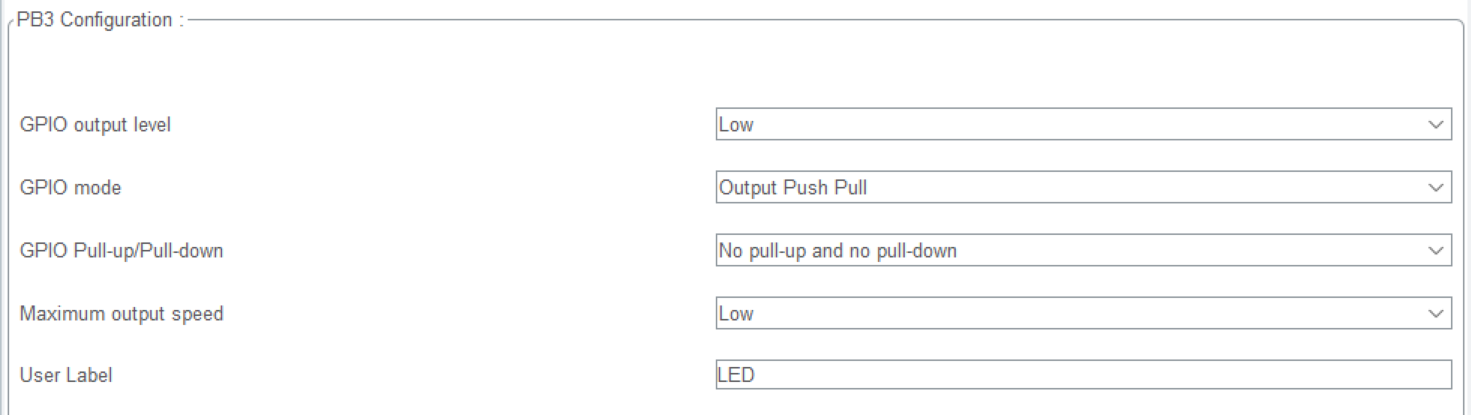 PB3 Configuration :
GPIO output level Low
GPIO mode Output Push Pull
GPIO Pull-up/Pull-down No pull-up and no pull-down
Maximum output speed Low
User Label LED